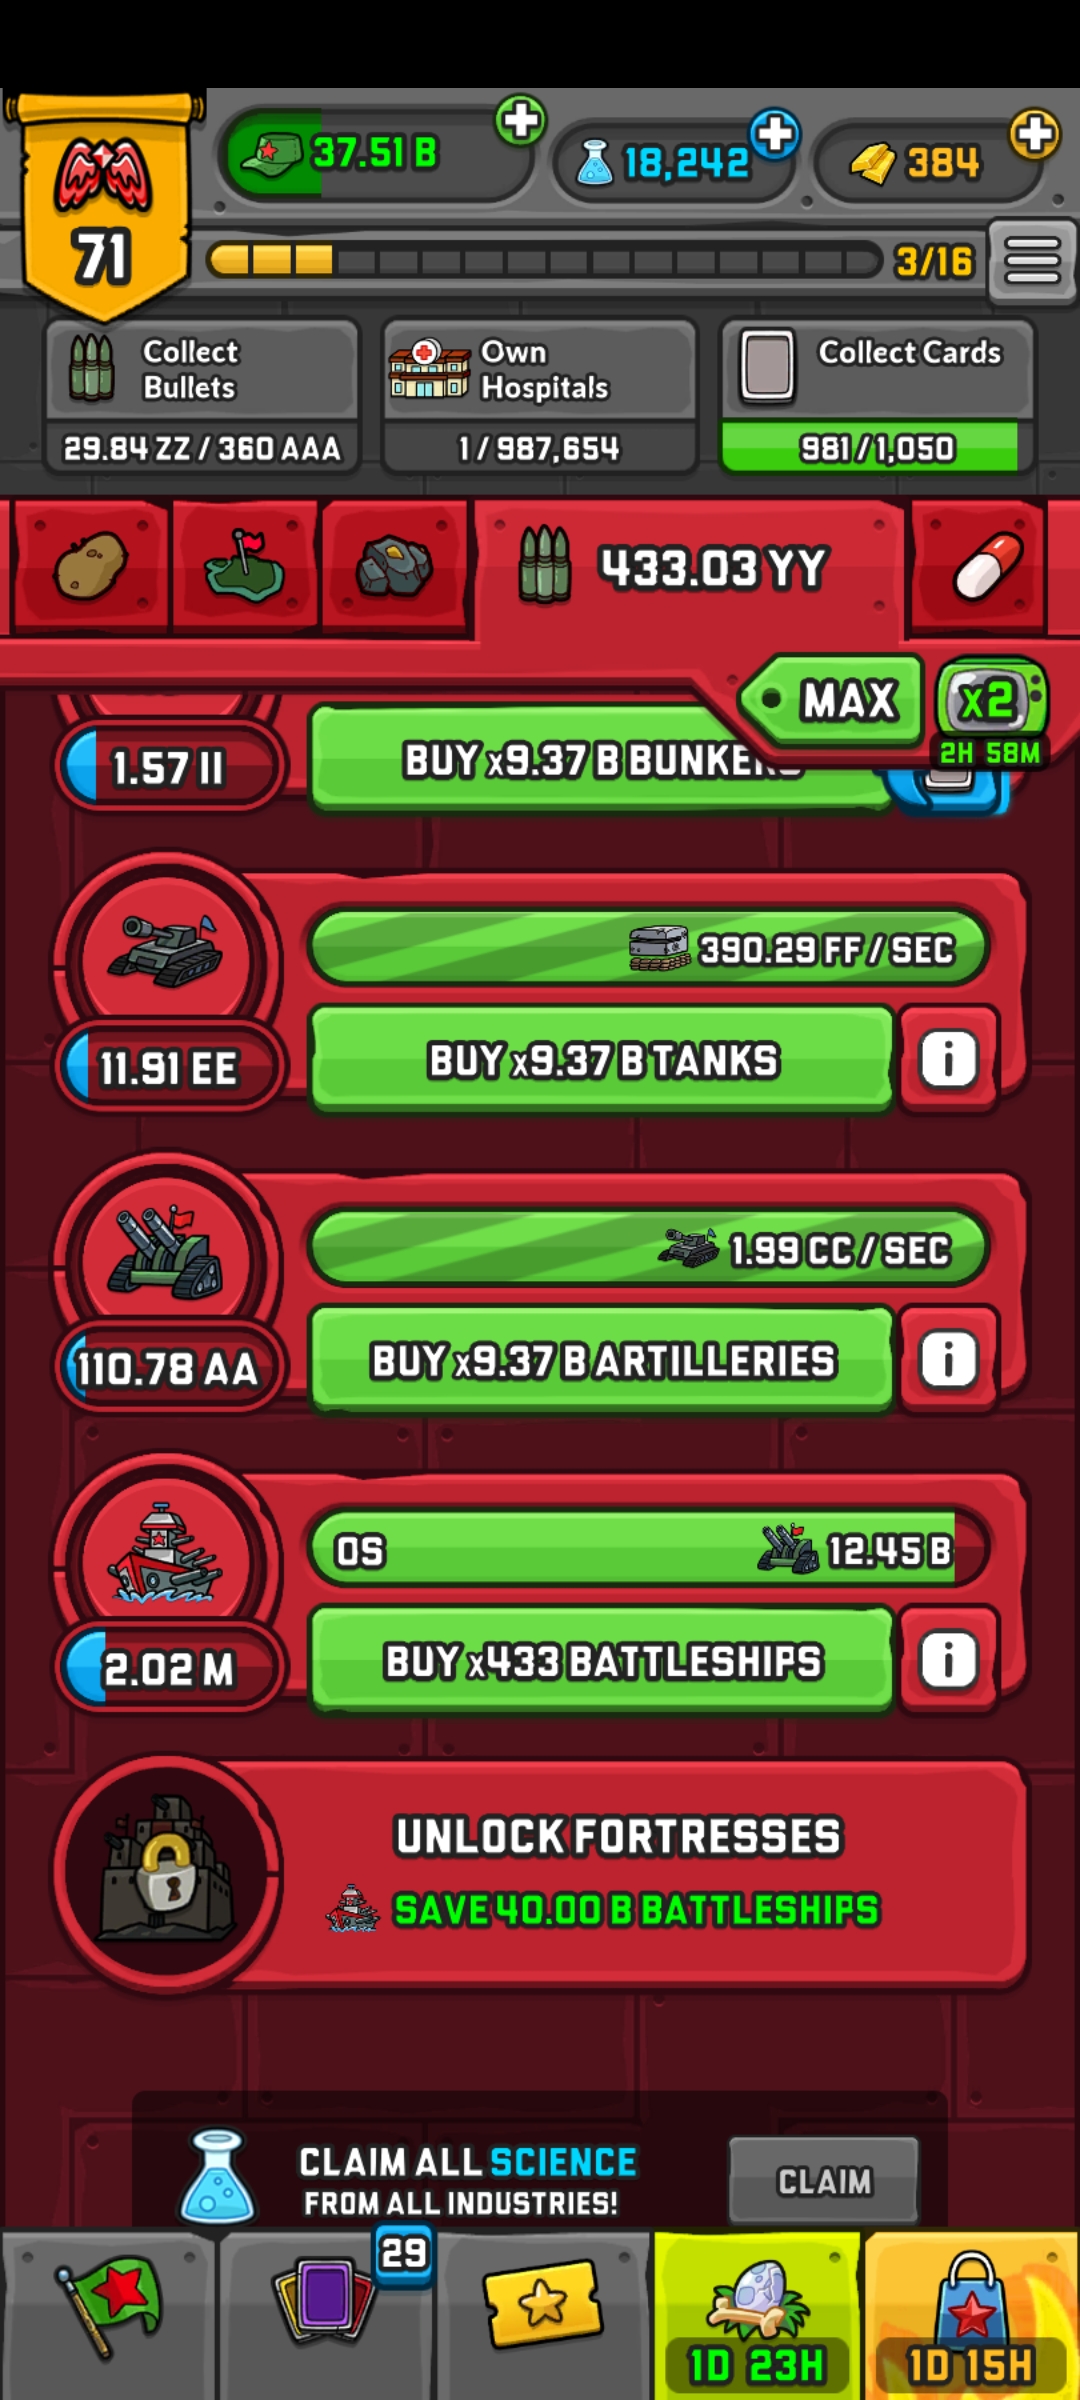 37.51 B
18,242
384
71
3/16
Collect
Bullets
29.84 ZZ / 360 AAA
Own
Hospitals
1 / 987,654
Collect Cards
981 / 1,050
433.03 YY
MAX
x2
2H 58M
1.57 II
BUY x9.37 B
390.29 FF / SEC
11.91 EE
BUY x9.37 B TANKS
i
1.99 CC / SEC
110.78 AA
BUY x9.37 B ARTILLERIES
i
0S
12.45 B
2.02 M
BUY x433 BATTLESHIPS
i
UNLOCK FORTRESSES
SAVE 40.00 B BATTLESHIPS
CLAIM ALL SCIENCE
FROM ALL INDUSTRIES!
CLAIM
29
1D 23H
1D 15H